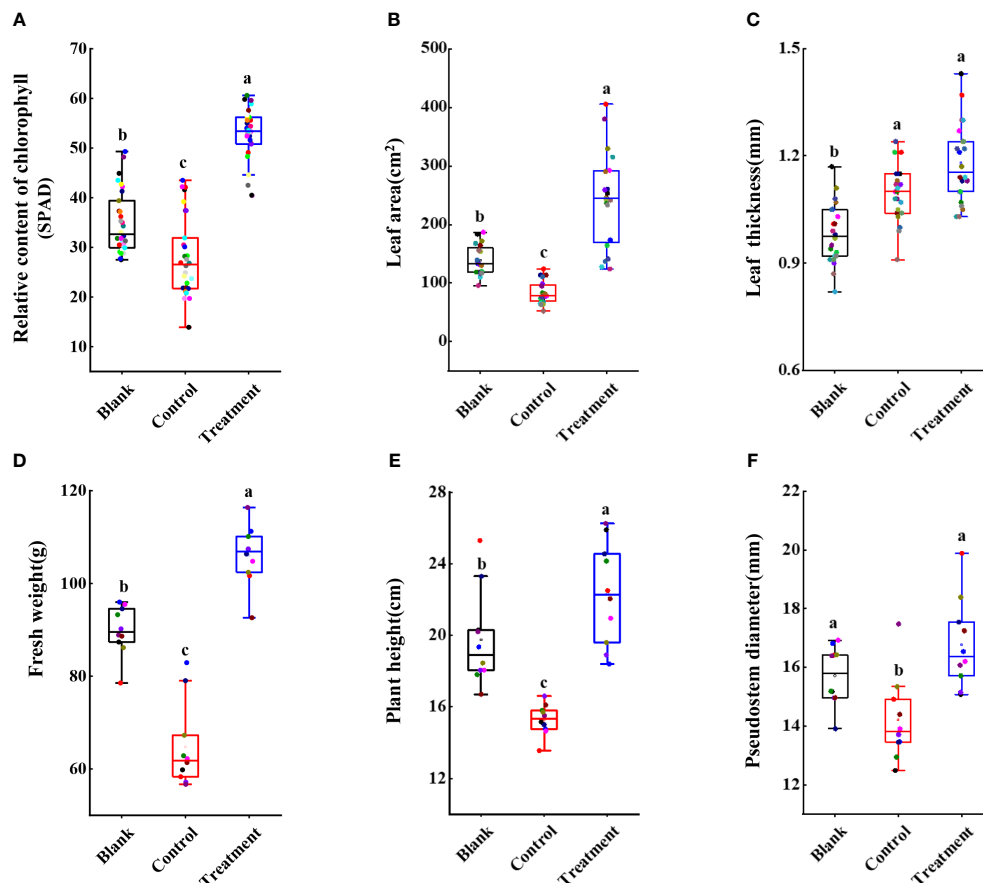 A
Relative content of chlorophyll
(SPAD)
70
60
50
40
30
20
10
b
c
a
Blank
Control
Treatment
B
Leaf area(cm²)
500
400
300
200
100
0
b
c
a
Blank
Control
Treatment
C
Leaf thickness(mm)
1.5
1.2
0.9
0.6
b
a
a
Blank
Control
Treatment
D
Fresh weight(g)
120
100
80
60
b
c
a
Blank
Control
Treatment
E
Plant height(cm)
28
24
20
16
12
b
c
a
Blank
Control
Treatment
F
Pseudostem diameter(mm)
22
20
18
16
14
12
a
b
a
Blank
Control
Treatment